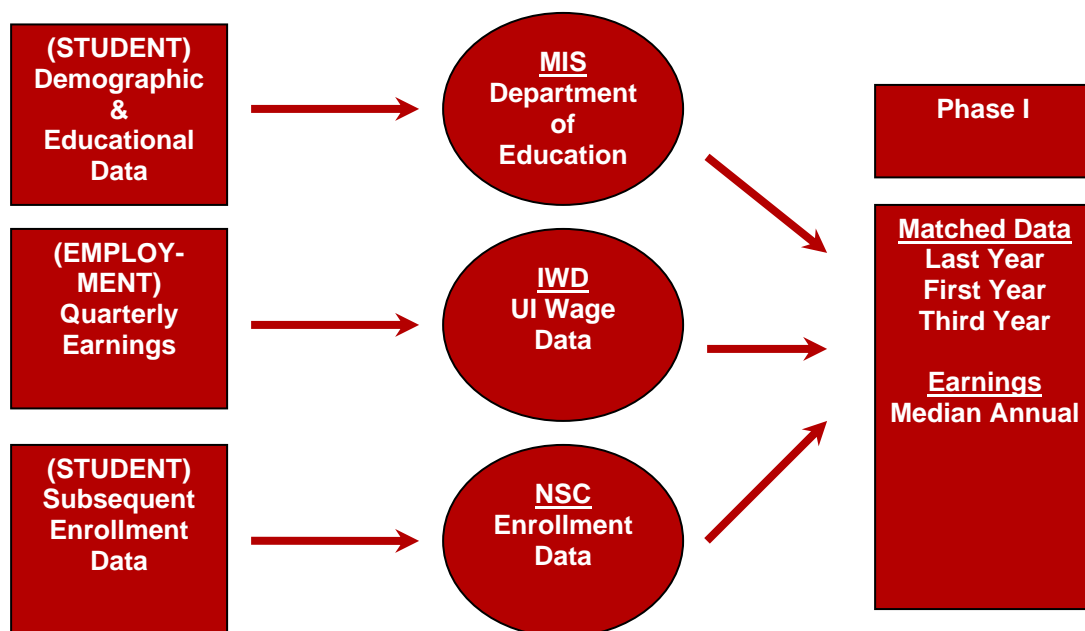 (STUDENT)
Demographic
&
Educational
Data
MIS
Department
of
Education
Phase I
(EMPLOY-
MENT)
Quarterly
Earnings
IWD
UI Wage
Data
Matched Data
Last Year
First Year
Third Year
Earnings
Median Annual
(STUDENT)
Subsequent
Enrollment
Data
NSC
Enrollment
Data